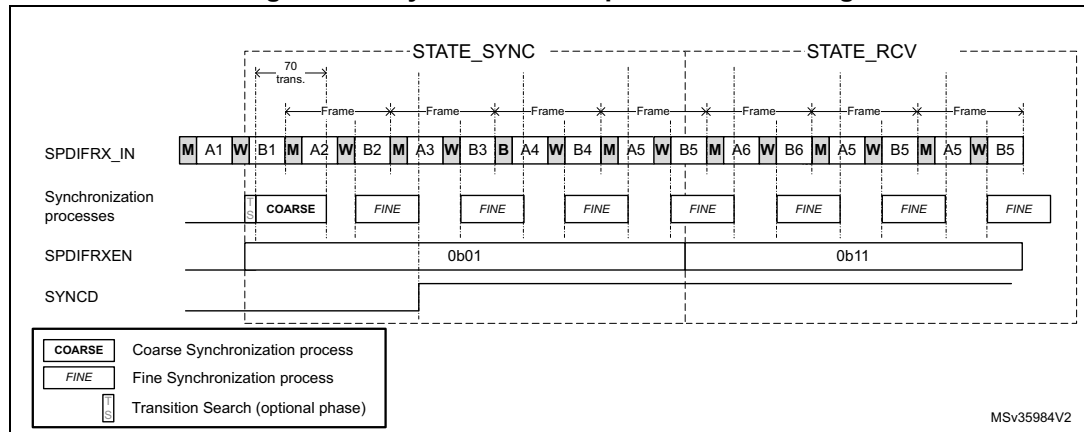 STATE_SYNC STATE_RCV
70
trans.
Frame Frame Frame Frame Frame Frame Frame
SPDIFRX_IN M A1 W B1 M A2 W B2 M A3 W B3 B A4 W B4 M A5 W B5 M A6 W B6 M A5 W B5 M A5 W B5
Synchronization
processes
T
S
COARSE FINE FINE FINE FINE FINE FINE FINE
SPDIFRXEN 0b01 0b11
SYNCD
COARSE Coarse Synchronization process
FINE Fine Synchronization process
T
S
Transition Search (optional phase)
MSv35984V2